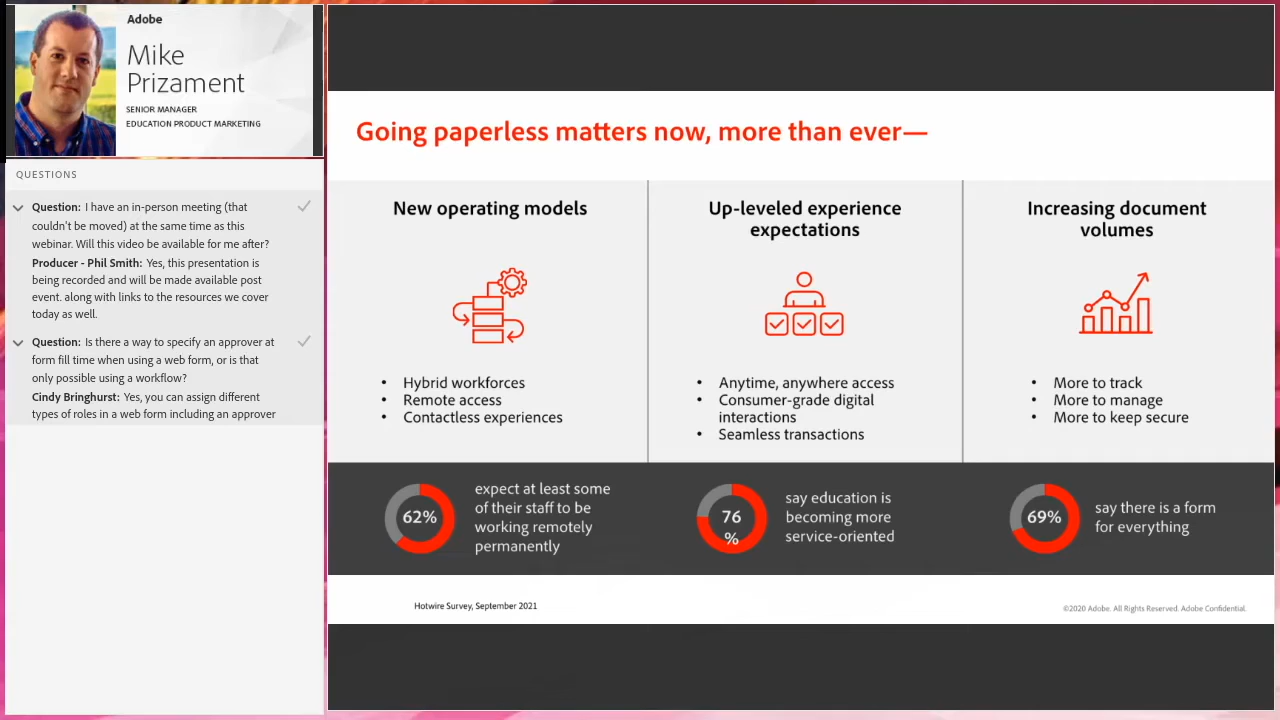 Adobe
Mike
Prizament
SENIOR MANAGER
EDUCATION PRODUCT MARKETING
QUESTIONS
Question: I have an in-person meeting (that
couldn't be moved) at the same time as this
webinar. Will this video be available for me after?
Producer - Phil Smith: Yes, this presentation is
being recorded and will be made available post
event. along with links to the resources we cover
today as well.
Question: Is there a way to specify an approver at
form fill time when using a web form, or is that
only possible using a workflow?
Cindy Bringhurst: Yes, you can assign different
types of roles in a web form including an approver
Going paperless matters now, more than ever—
New operating models
• Hybrid workforces
• Remote access
• Contactless experiences
62%
expect at least some
of their staff to be
working remotely
permanently
Up-leveled experience
expectations
• Anytime, anywhere access
• Consumer-grade digital
interactions
• Seamless transactions
76
%
say education is
becoming more
service-oriented
Increasing document
volumes
• More to track
• More to manage
• More to keep secure
69%
say there is a form
for everything
Hotwire Survey, September 2021
©2020 Adobe. All Rights Reserved. Adobe Confidential.